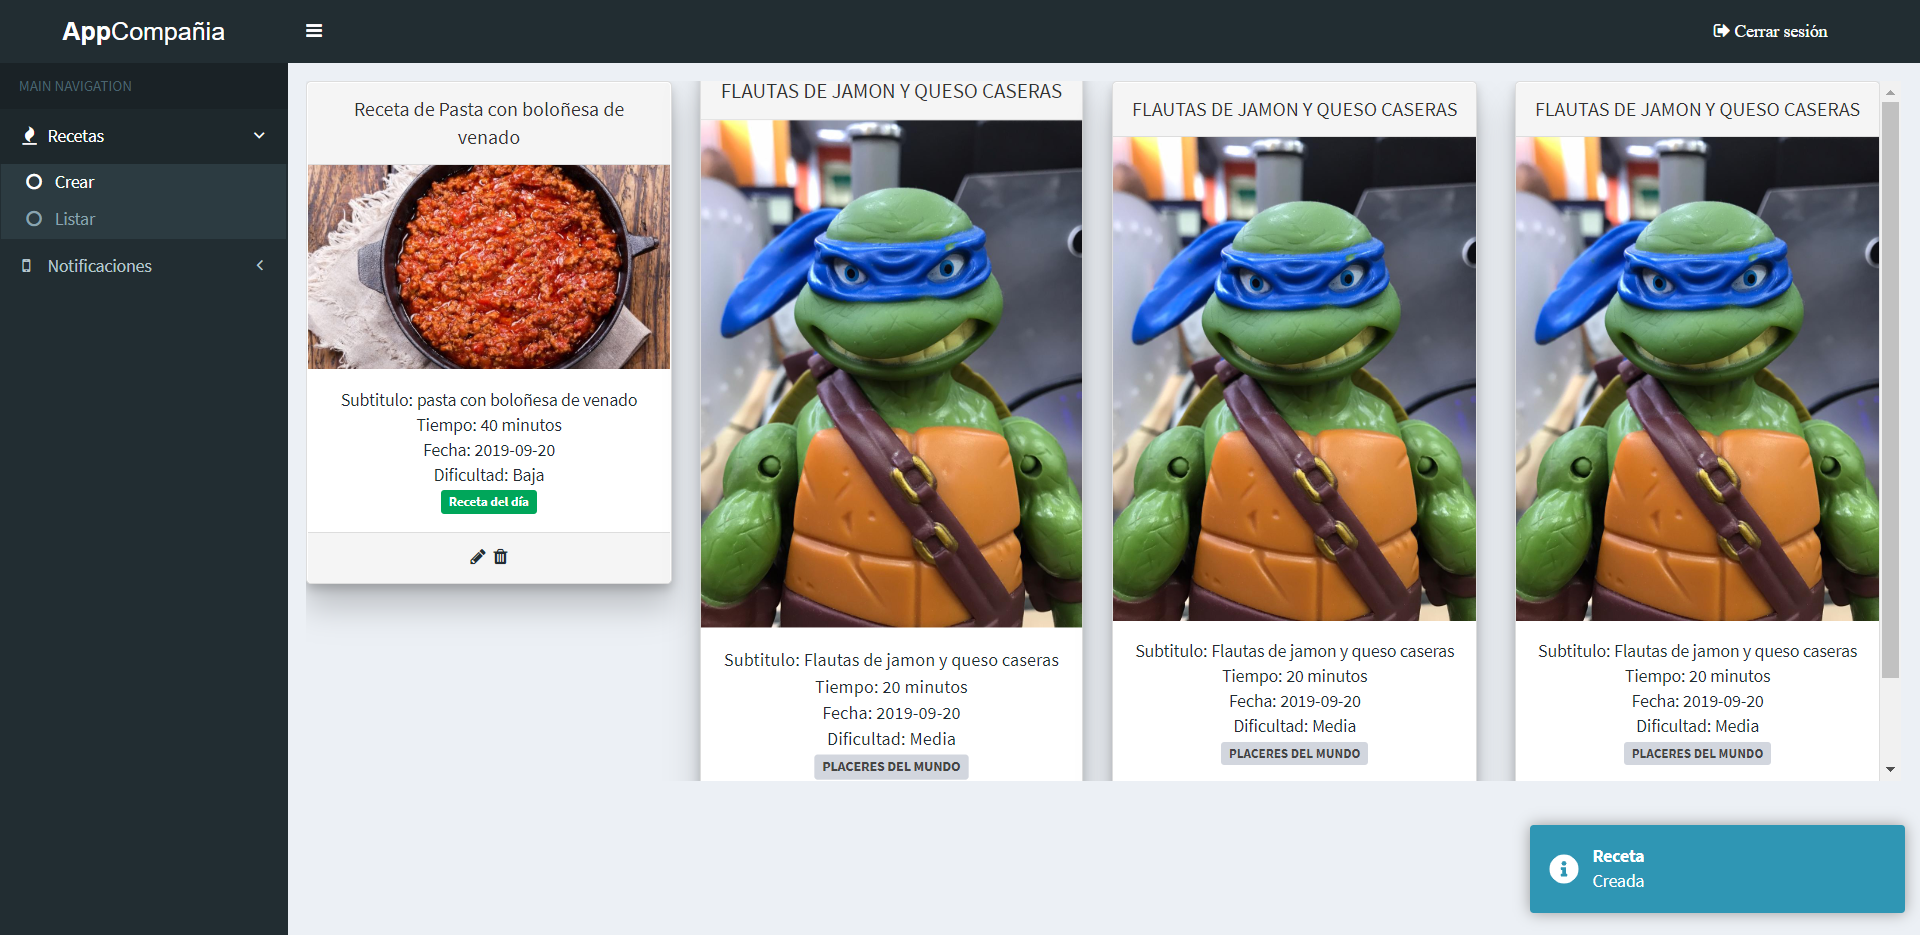 AppCompañia
Cerrar sesión
MAIN NAVIGATION
Recetas
Crear
Listar
Notificaciones
Receta de Pasta con boloñesa de
venado
Subtitulo: pasta con boloñesa de venado
Tiempo: 40 minutos
Fecha: 2019-09-20
Dificultad: Baja
Receta del día
FLAUTAS DE JAMON Y QUESO CASERAS
Subtitulo: Flautas de jamon y queso caseras
Tiempo: 20 minutos
Fecha: 2019-09-20
Dificultad: Media
PLACERES DEL MUNDO
FLAUTAS DE JAMON Y QUESO CASERAS
Subtitulo: Flautas de jamon y queso caseras
Tiempo: 20 minutos
Fecha: 2019-09-20
Dificultad: Media
PLACERES DEL MUNDO
FLAUTAS DE JAMON Y QUESO CASERAS
Subtitulo: Flautas de jamon y queso caseras
Tiempo: 20 minutos
Fecha: 2019-09-20
Dificultad: Media
PLACERES DEL MUNDO
Receta
Creada